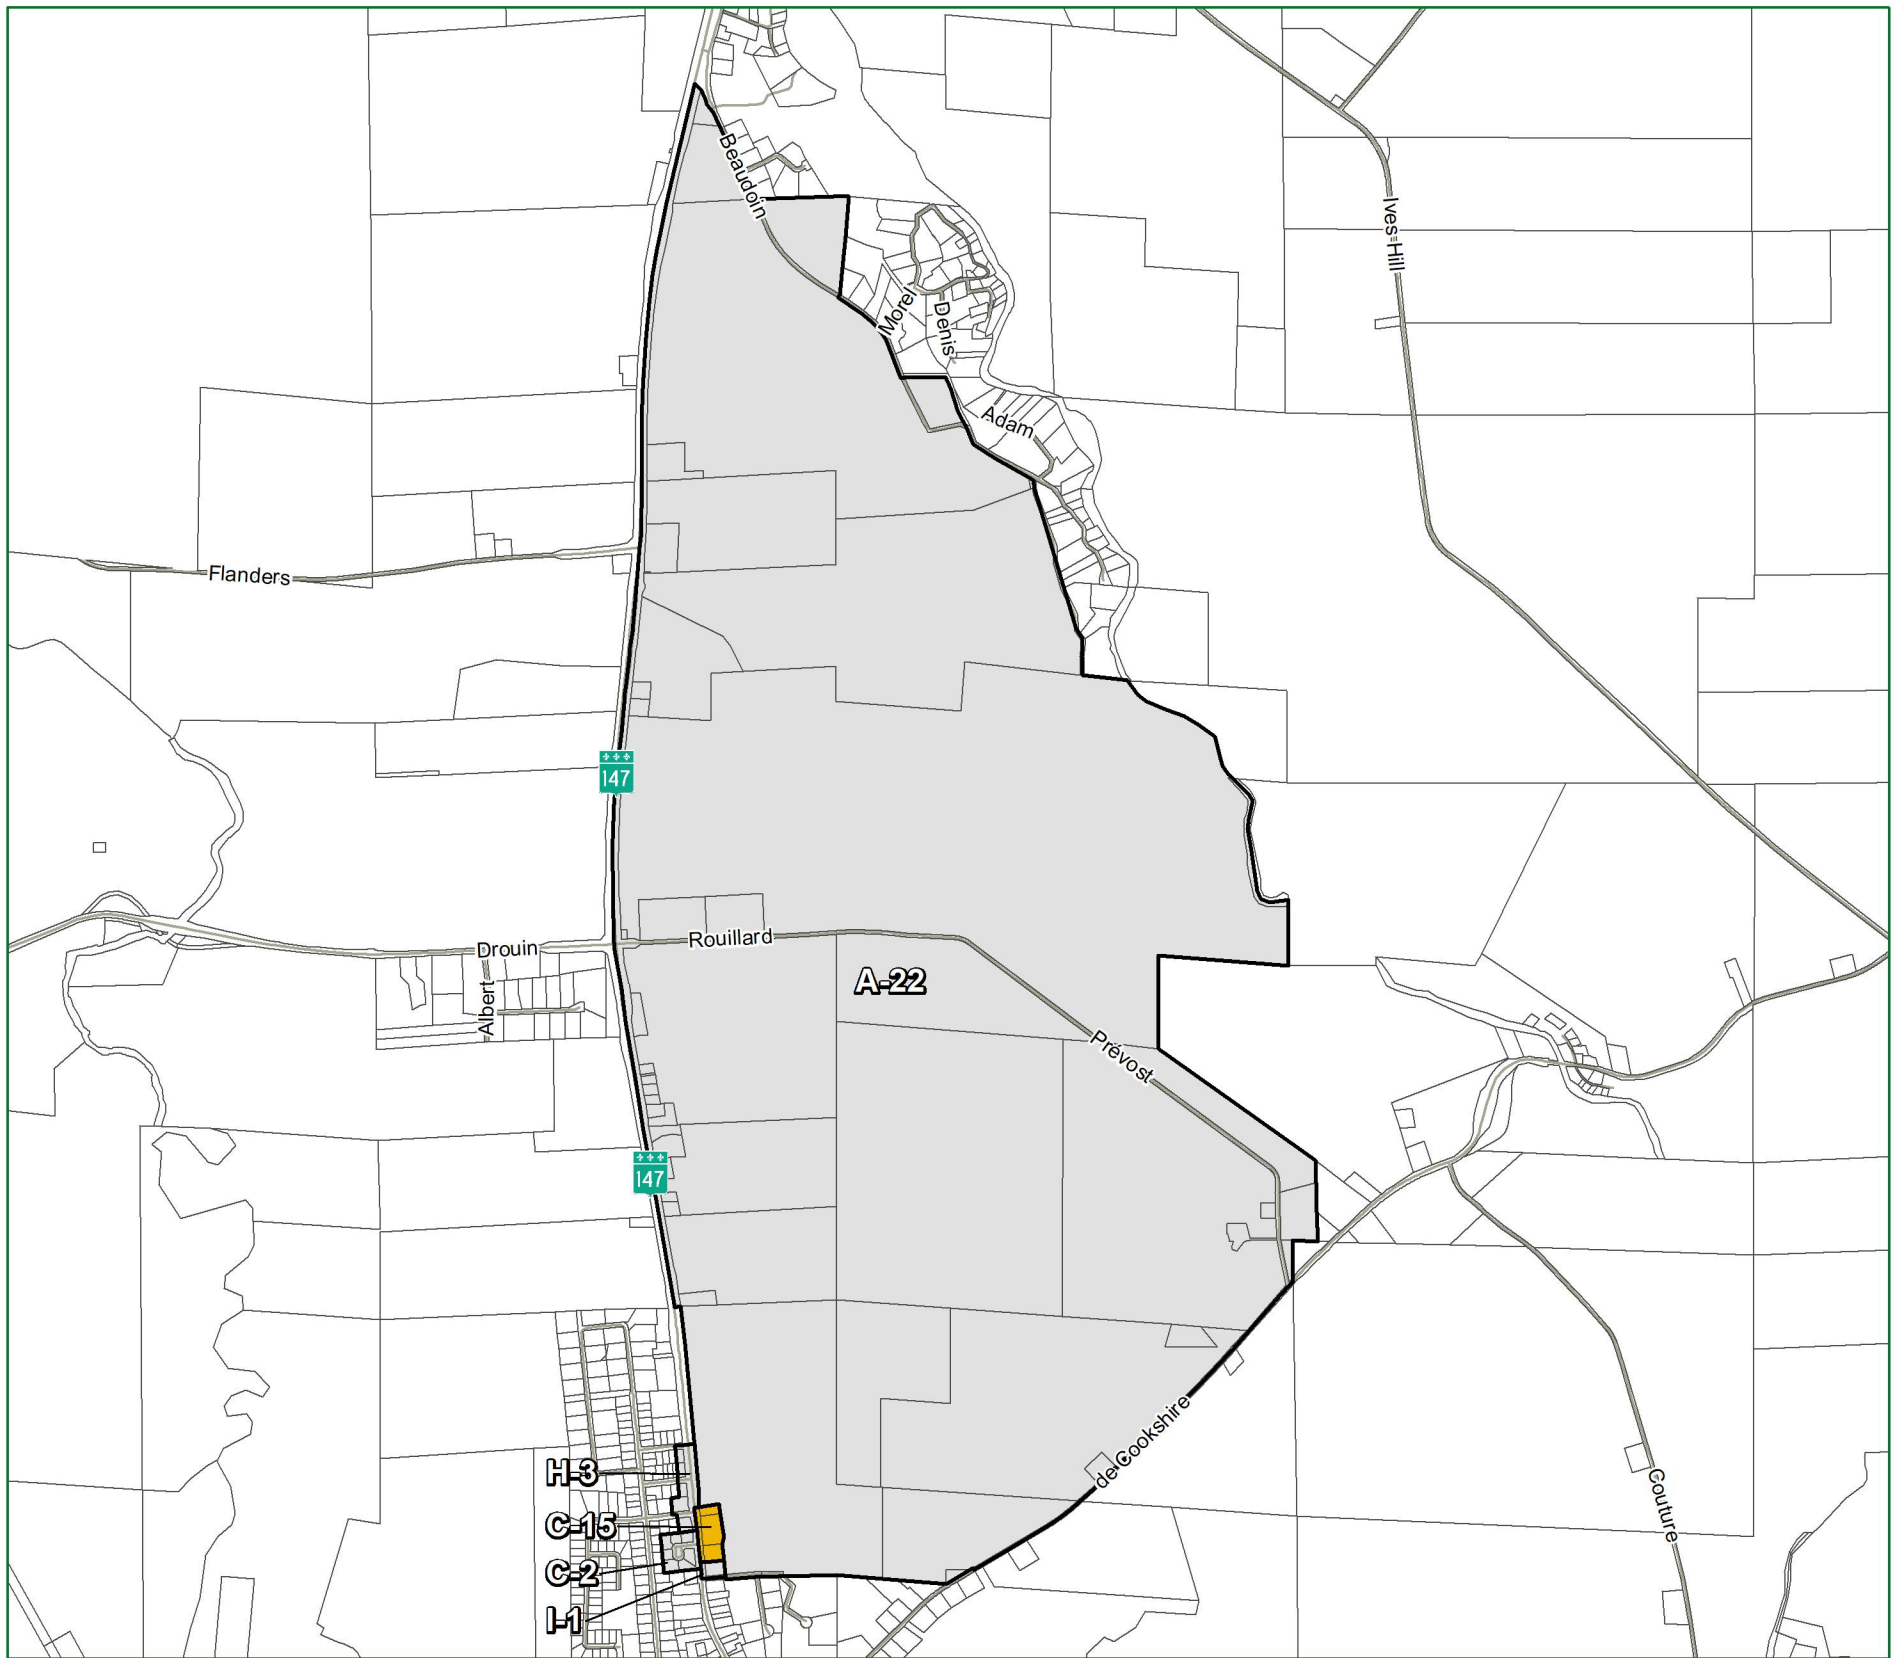 Beaudoin
Ives-Hill
Morel
Denis
Adam
Flanders
147
Drouin
Rouillard
A-22
Albert
Prévost
147
de Cookshire
H-3
C-15
C-2
I-1
Couture